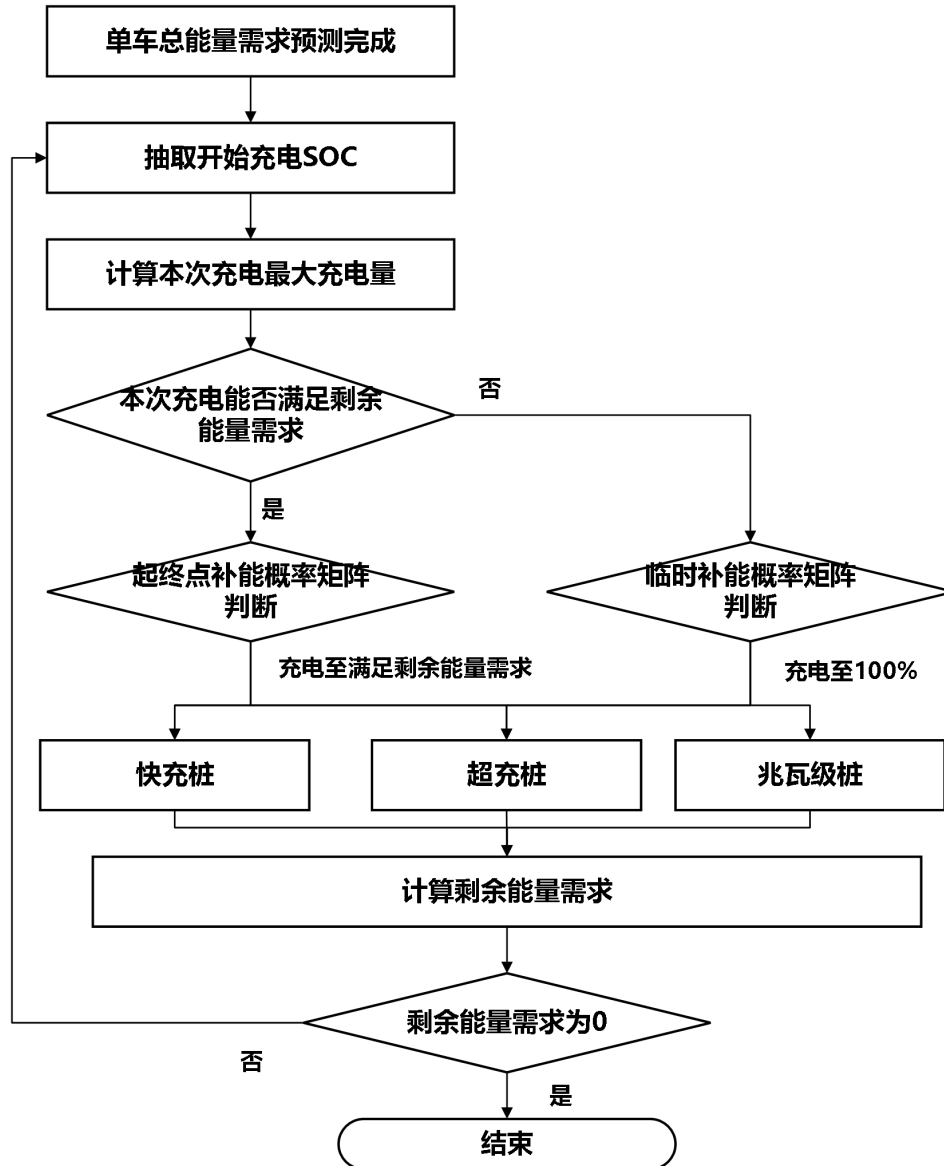 单车总能量需求预测完成
抽取开始充电SOC
计算本次充电最大充电量
本次充电能否满足剩余
能量需求
否
是
起终点补能概率矩阵
判断
临时补能概率矩阵
判断
充电至满足剩余能量需求
充电至100%
快充桩
超充桩
兆瓦级桩
计算剩余能量需求
剩余能量需求为0
否
是
结束